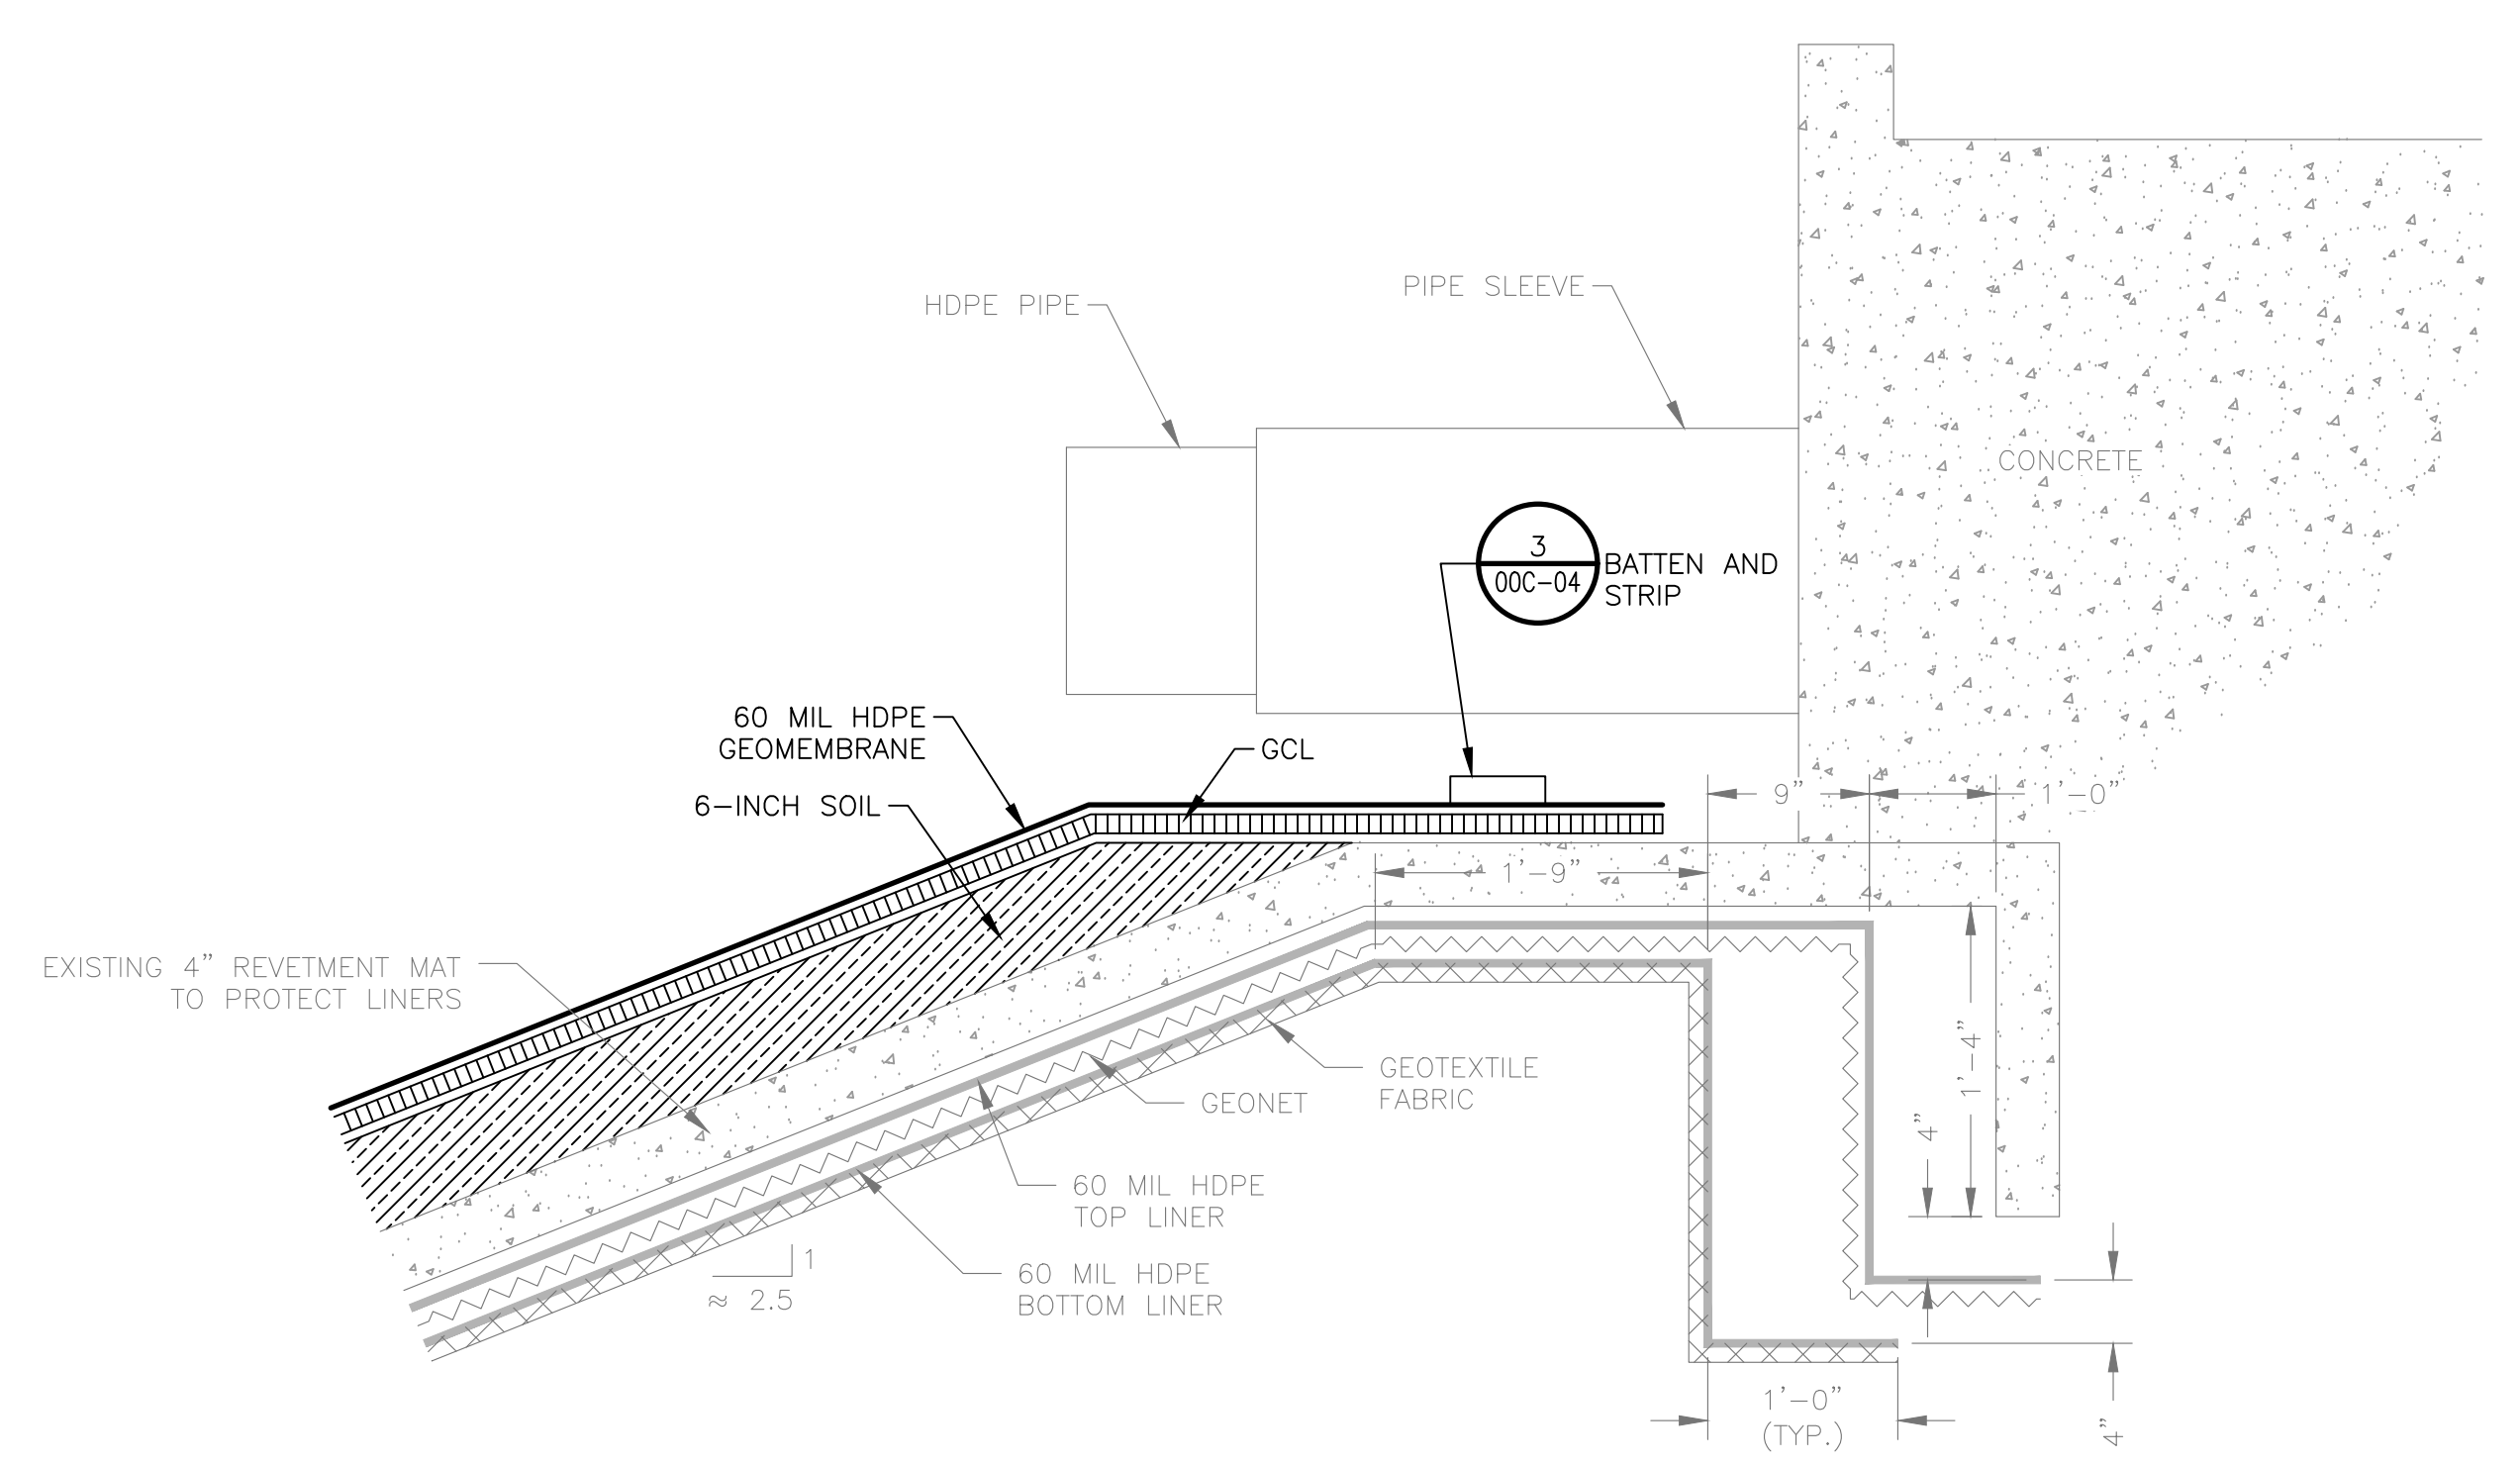 HDPE PIPE
PIPE SLEEVE
CONCRETE
3
00C-04
BATTEN AND
STRIP
60 MIL HDPE
GEOMEMBRANE
GCL
6-INCH SOIL
9"
1'-0"
1'-9"
EXISTING 4" REVETMENT MAT
TO PROTECT LINERS
1'-4"
4"
GEOTEXTILE
FABRIC
GEONET
60 MIL HDPE
TOP LINER
1
≈ 2.5
60 MIL HDPE
BOTTOM LINER
1'-0"
(TYP.)
4"